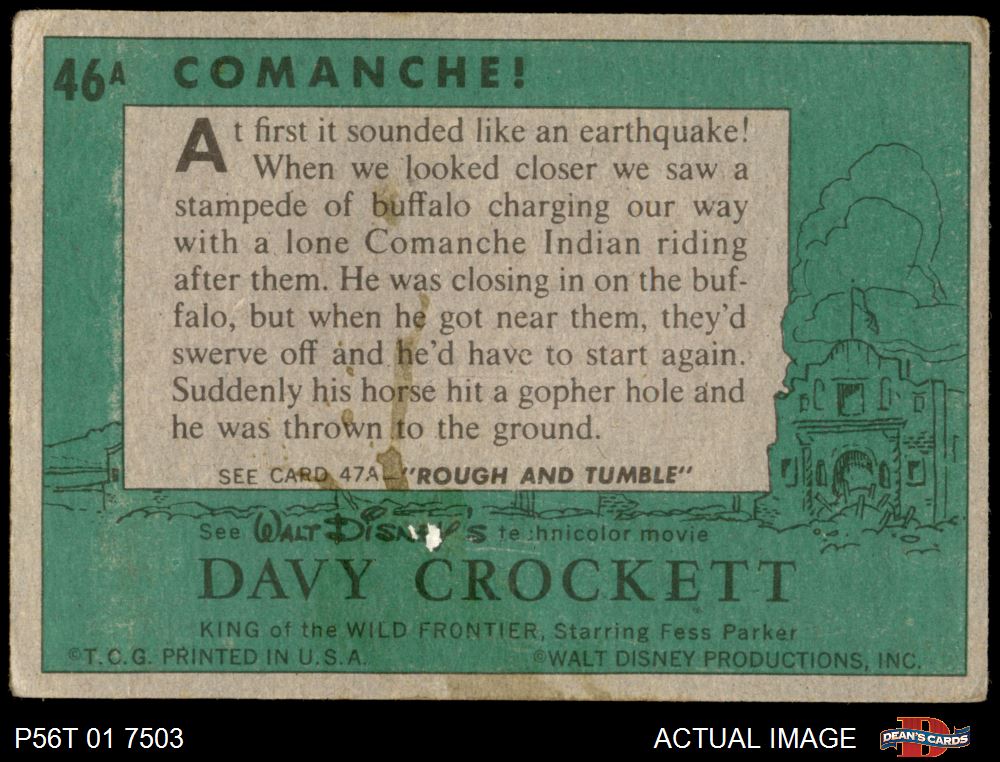 46A COMANCHE!
At first it sounded like an earthquake!
When we looked closer we saw a
stampede of buffalo charging our way
with a lone Comanche Indian riding
after them. He was closing in on the buf-
falo, but when he got near them, they'd
swerve off and he'd have to start again.
Suddenly his horse hit a gopher hole and
he was thrown to the ground.
SEE CARD 47A—"ROUGH AND TUMBLE"
See WALT DISNEY'S technicolor movie
DAVY CROCKETT
KING of the WILD FRONTIER, Starring Fess Parker
©T.C.G. PRINTED IN U.S.A. ©WALT DISNEY PRODUCTIONS, INC.
P56T 01 7503 ACTUAL IMAGE DEAN'S CARDS